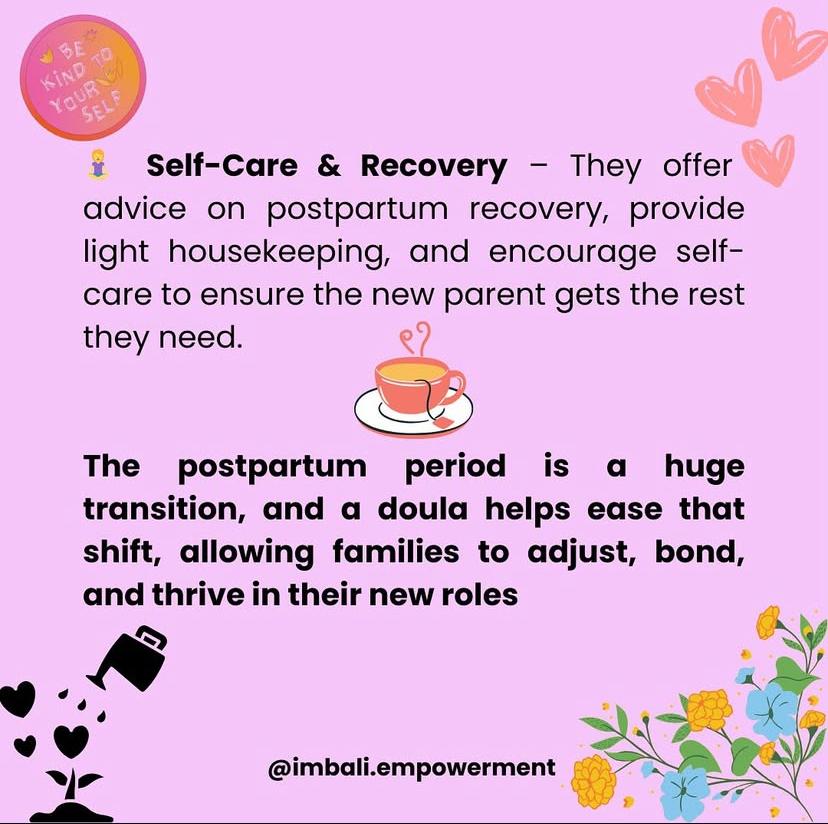 BE
KIND TO
YOUR
SELF
🧘‍♀️ Self-Care & Recovery – They offer
advice on postpartum recovery, provide
light housekeeping, and encourage self-
care to ensure the new parent gets the rest
they need.
The postpartum period is a huge
transition, and a doula helps ease that
shift, allowing families to adjust, bond,
and thrive in their new roles
@imbali.empowerment